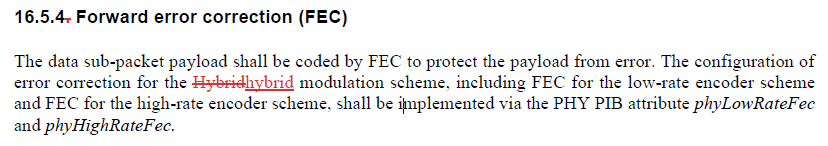 16.5.4. Forward error correction (FEC)
The data sub-packet payload shall be coded by FEC to protect the payload from error. The configuration of
error correction for the Hybridhybrid modulation scheme, including FEC for the low-rate encoder scheme
and FEC for the high-rate encoder scheme, shall be implemented via the PHY PIB attribute phyLowRateFec
and phyHighRateFec.